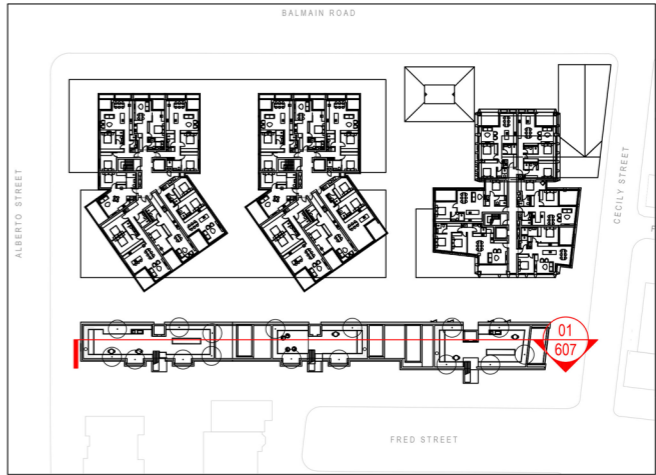 BALMAIN ROAD
ALBERTO STREET
CECILY STREET
01
607
FRED STREET